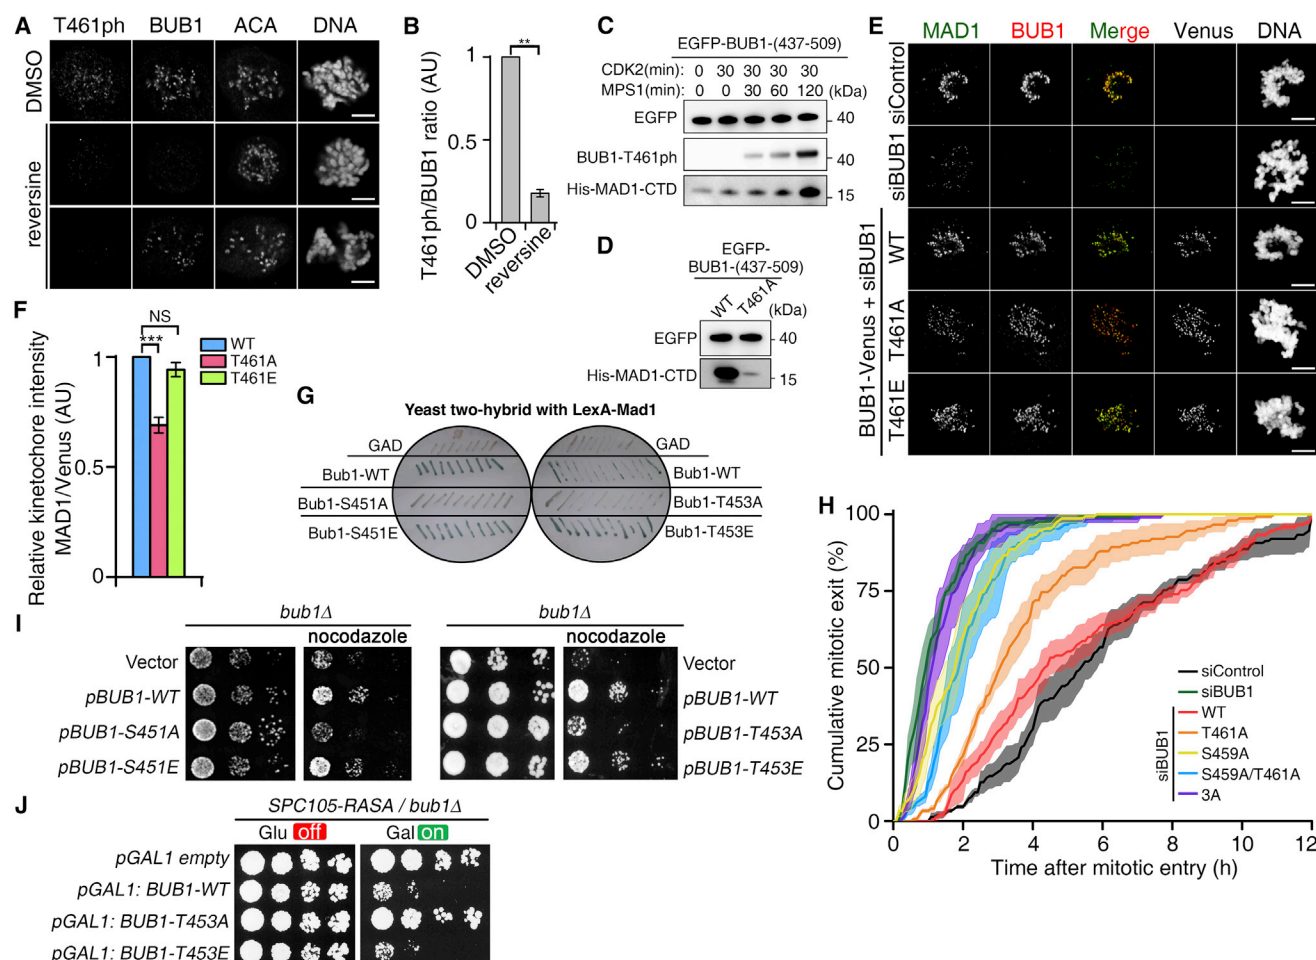 A
T461ph BUB1 ACA DNA
DMSO
reversine
B
T461ph/BUB1 ratio (AU)
1
0.5
0
**
DMSO
reversine
C
EGFP-BUB1-(437-509)
CDK2(min): 0 30 30 30 30
MPS1(min): 0 0 30 60 120 (kDa)
EGFP - 40
BUB1-T461ph - 40
His-MAD1-CTD - 15
D
EGFP-
BUB1-(437-509)
WT T461A (kDa)
EGFP - 40
His-MAD1-CTD - 15
E
MAD1 BUB1 Merge Venus DNA
siControl
siBUB1
BUB1-Venus + siBUB1
WT
T461A
T461E
F
Relative kinetochore intensity
MAD1/Venus (AU)
1
0.5
0
NS
***
WT
T461A
T461E
G
Yeast two-hybrid with LexA-Mad1
GAD GAD
Bub1-WT Bub1-WT
Bub1-S451A Bub1-T453A
Bub1-S451E Bub1-T453E
H
Cumulative mitotic exit (%)
100
75
50
25
0
0 2 4 6 8 10 12
Time after mitotic entry (h)
siControl
siBUB1
siBUB1
WT
T461A
S459A
S459A/T461A
3A
I
bub1Δ bub1Δ
nocodazole nocodazole
Vector Vector
pBUB1-WT pBUB1-WT
pBUB1-S451A pBUB1-T453A
pBUB1-S451E pBUB1-T453E
J
SPC105-RASA / bub1Δ
Glu off Gal on
pGAL1 empty
pGAL1: BUB1-WT
pGAL1: BUB1-T453A
pGAL1: BUB1-T453E